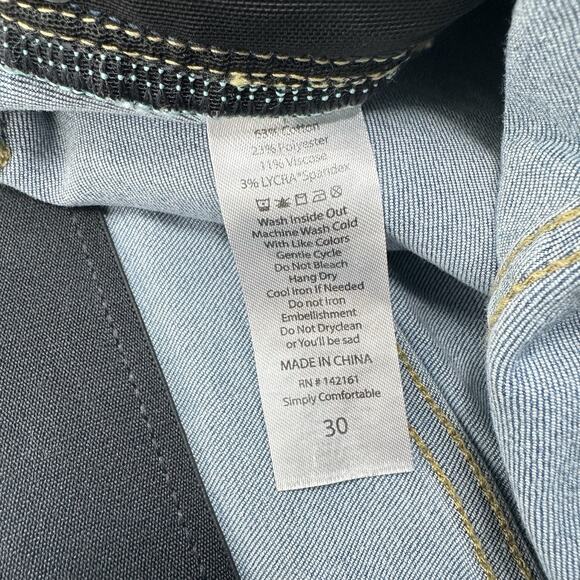 63% Cotton
23% Polyester
11% Viscose
3% LYCRA®Spandex
Wash Inside Out
Machine Wash Cold
With Like Colors
Gentle Cycle
Do Not Bleach
Hang Dry
Cool Iron If Needed
Do not Iron
Embellishment
Do Not Dryclean
or You'll be sad
MADE IN CHINA
RN # 142161
Simply Comfortable
30